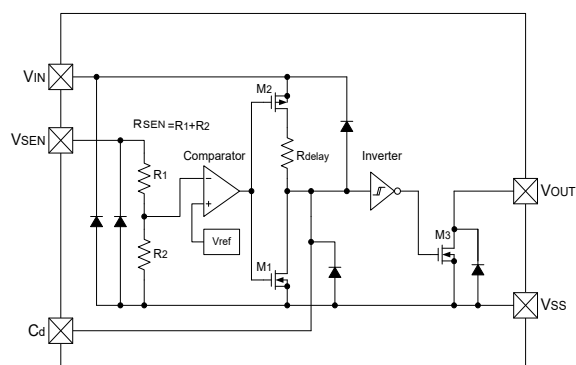 VIN
M2
VSEN
RSEN=R1+R2
Comparator
Rdelay
Inverter
R1
VOUT
Vref
M3
R2
M1
VSS
Cd